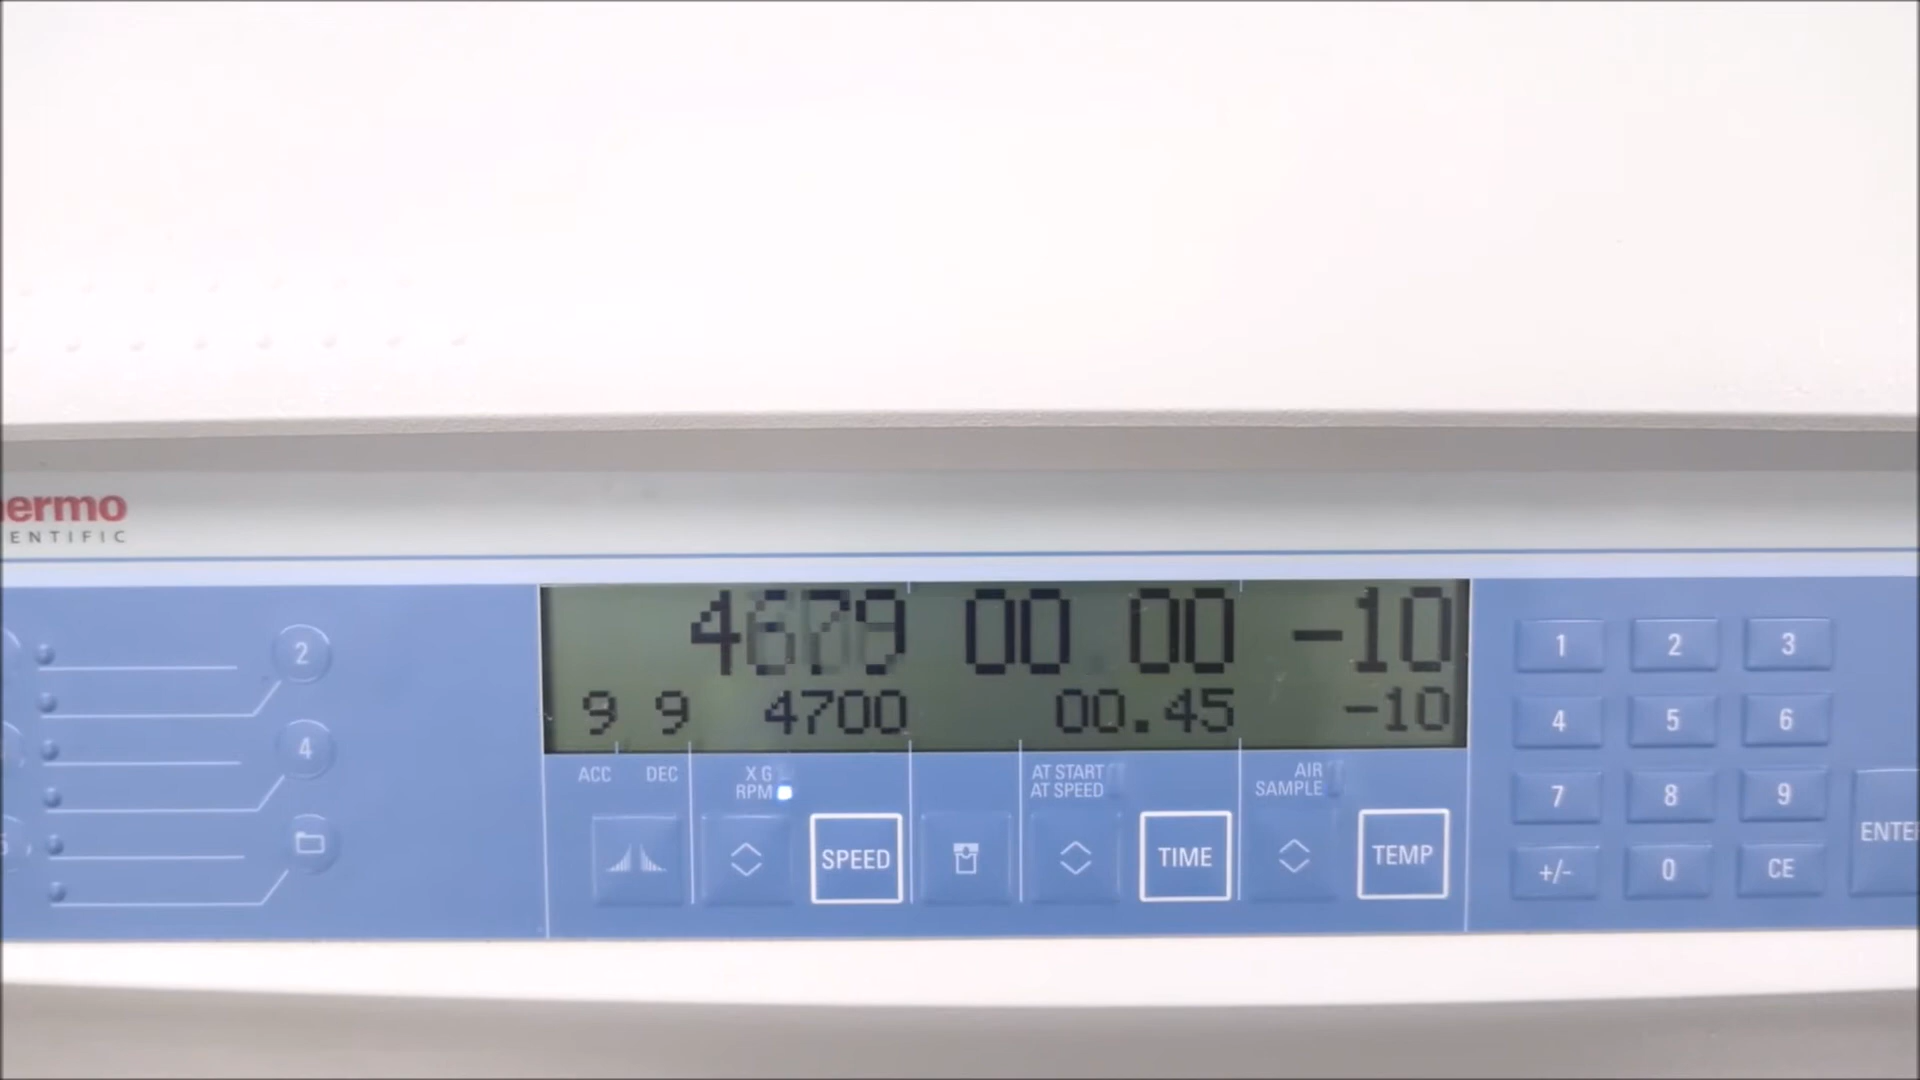 ermo
ENTIFIC
4679 00 00 -10
9 9 4700 00.45 -10
ACC DEC X G RPM AT START AT SPEED AIR SAMPLE
SPEED TIME TEMP
2
4
1 2 3
4 5 6
7 8 9
+/- 0 CE
ENTE